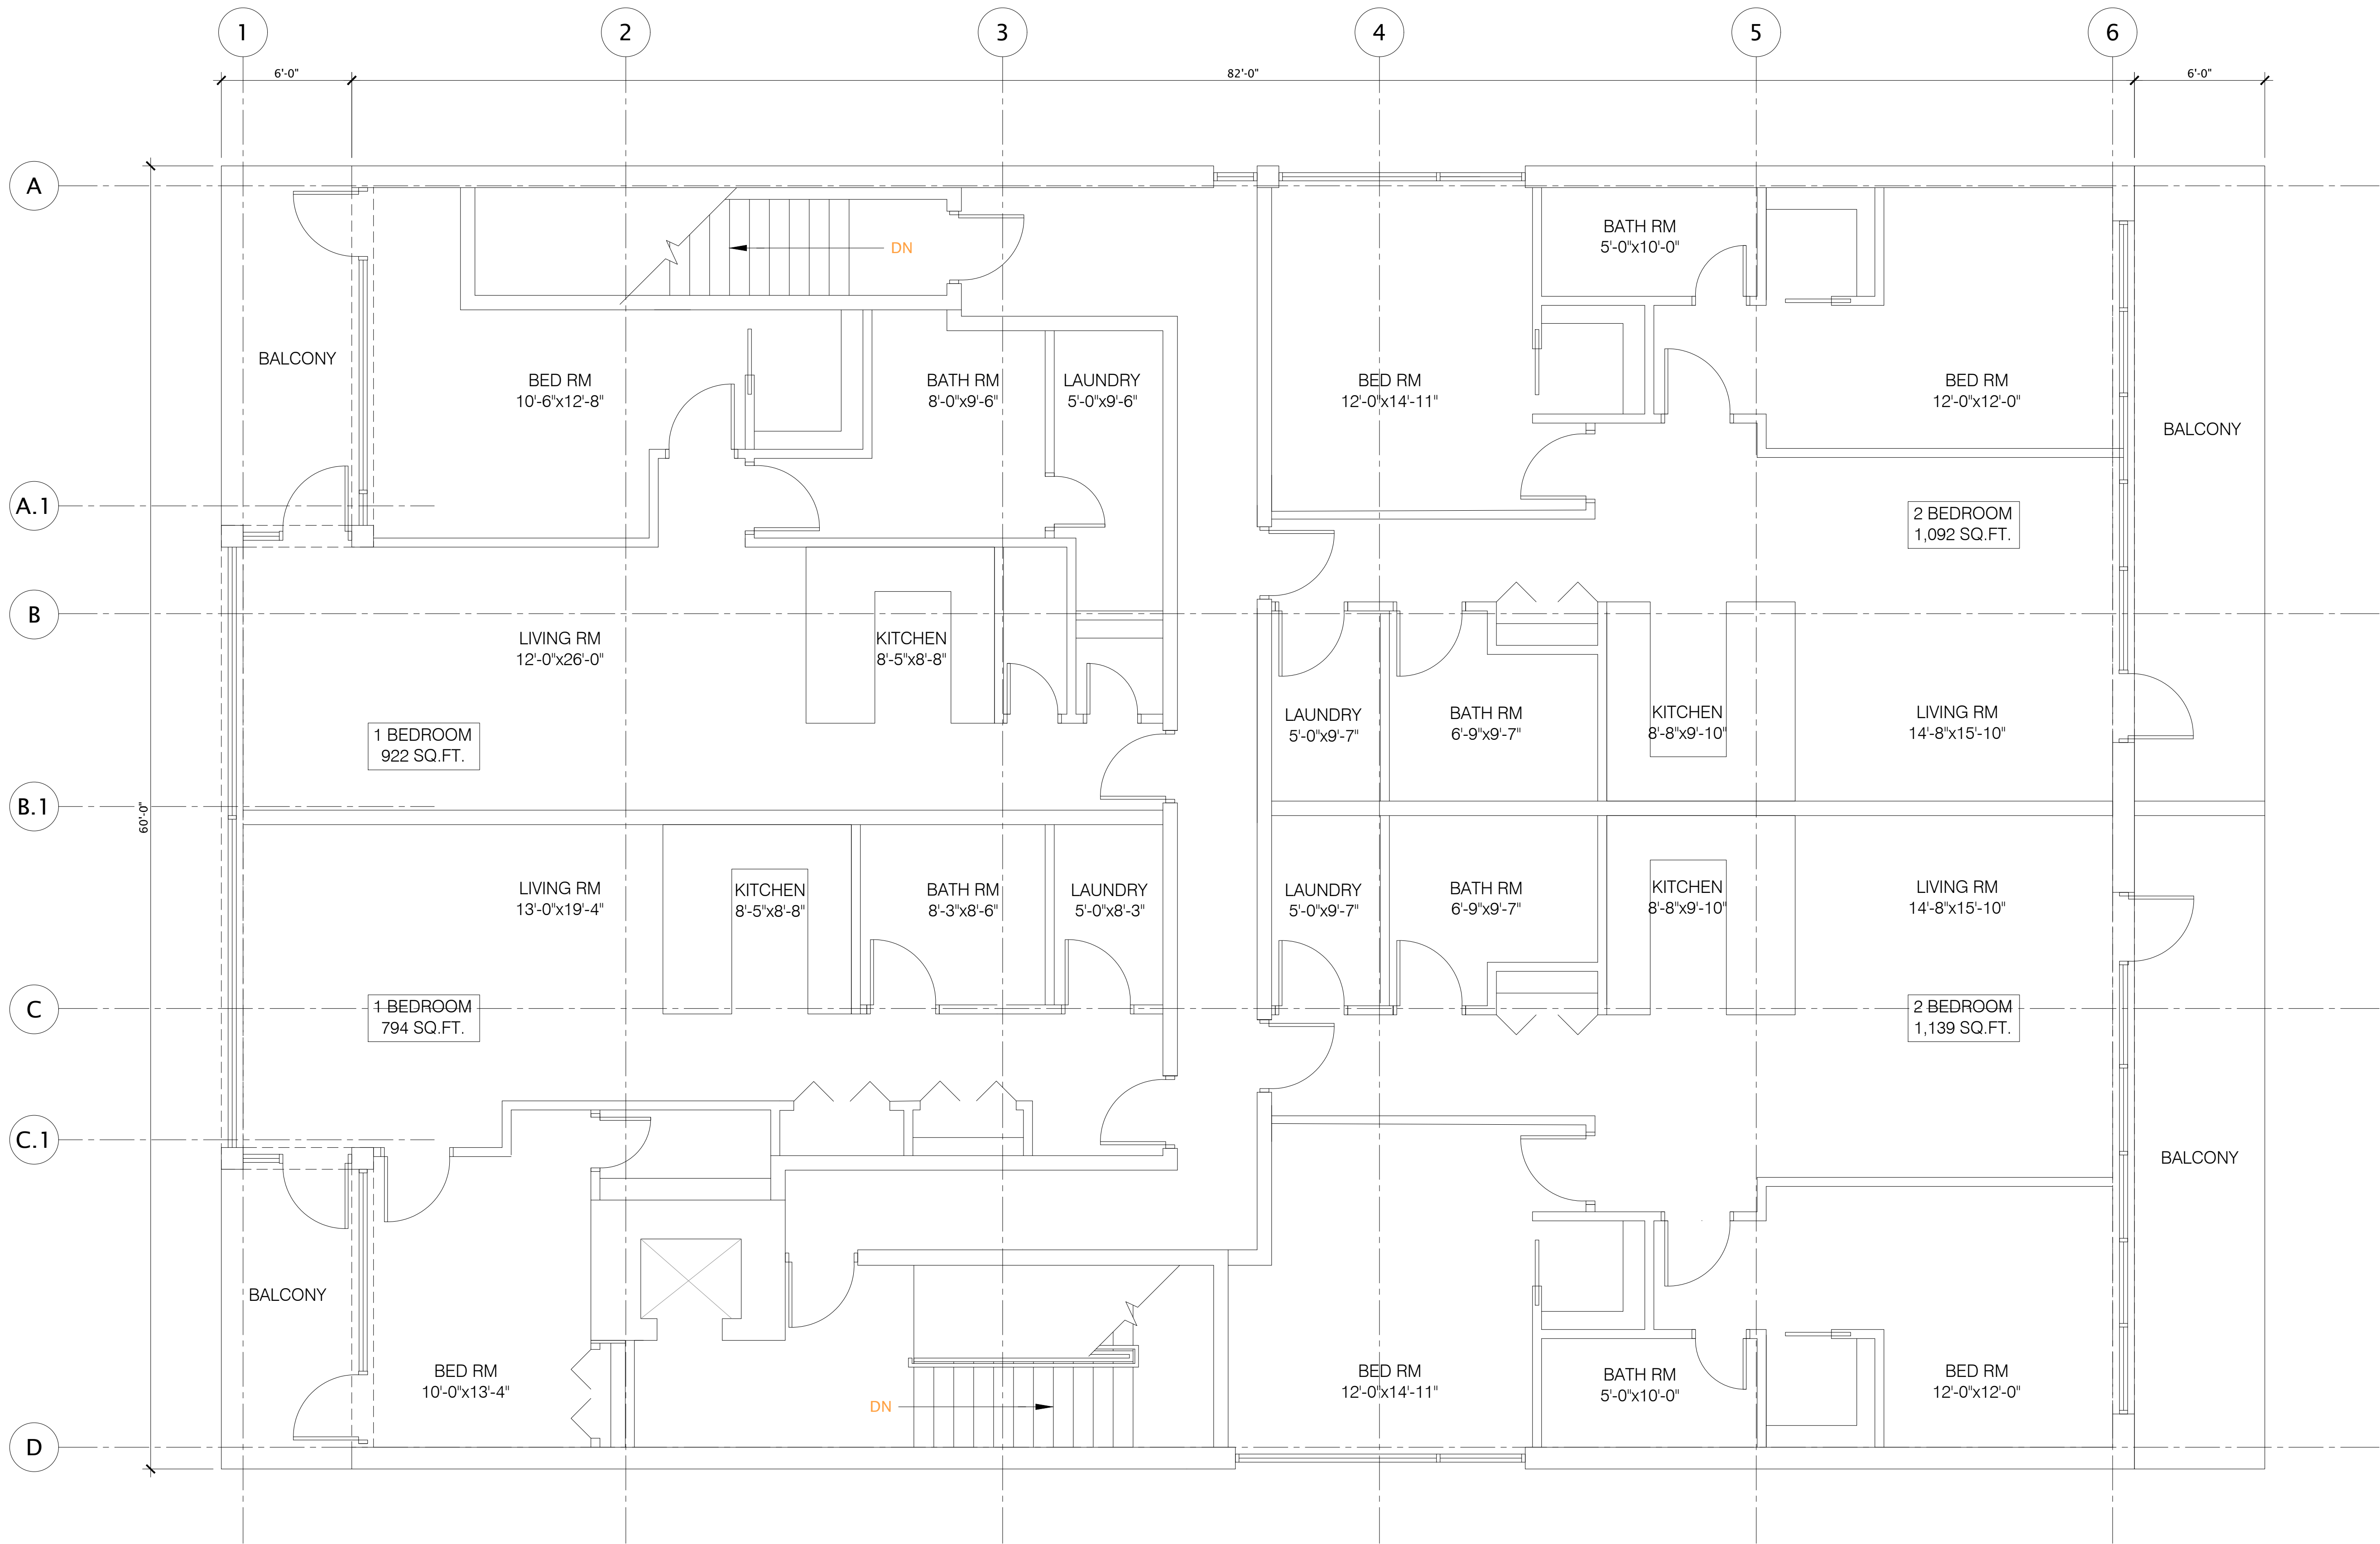 1
2
3
4
5
6
6'-0"
82'-0"
6'-0"
A
A.1
B
B.1
C
C.1
D
60'-0"
DN
BATH RM
5'-0"x10'-0"
BALCONY
BED RM
10'-6"x12'-8"
BATH RM
8'-0"x9'-6"
LAUNDRY
5'-0"x9'-6"
BED RM
12'-0"x14'-11"
BED RM
12'-0"x12'-0"
BALCONY
2 BEDROOM
1,092 SQ.FT.
LIVING RM
12'-0"x26'-0"
KITCHEN
8'-5"x8'-8"
1 BEDROOM
922 SQ.FT.
LAUNDRY
5'-0"x9'-7"
BATH RM
6'-9"x9'-7"
KITCHEN
8'-8"x9'-10"
LIVING RM
14'-8"x15'-10"
LIVING RM
13'-0"x19'-4"
KITCHEN
8'-5"x8'-8"
BATH RM
8'-3"x8'-6"
LAUNDRY
5'-0"x8'-3"
LAUNDRY
5'-0"x9'-7"
BATH RM
6'-9"x9'-7"
KITCHEN
8'-8"x9'-10"
LIVING RM
14'-8"x15'-10"
1 BEDROOM
794 SQ.FT.
2 BEDROOM
1,139 SQ.FT.
BALCONY
BALCONY
BED RM
10'-0"x13'-4"
DN
BED RM
12'-0"x14'-11"
BATH RM
5'-0"x10'-0"
BED RM
12'-0"x12'-0"